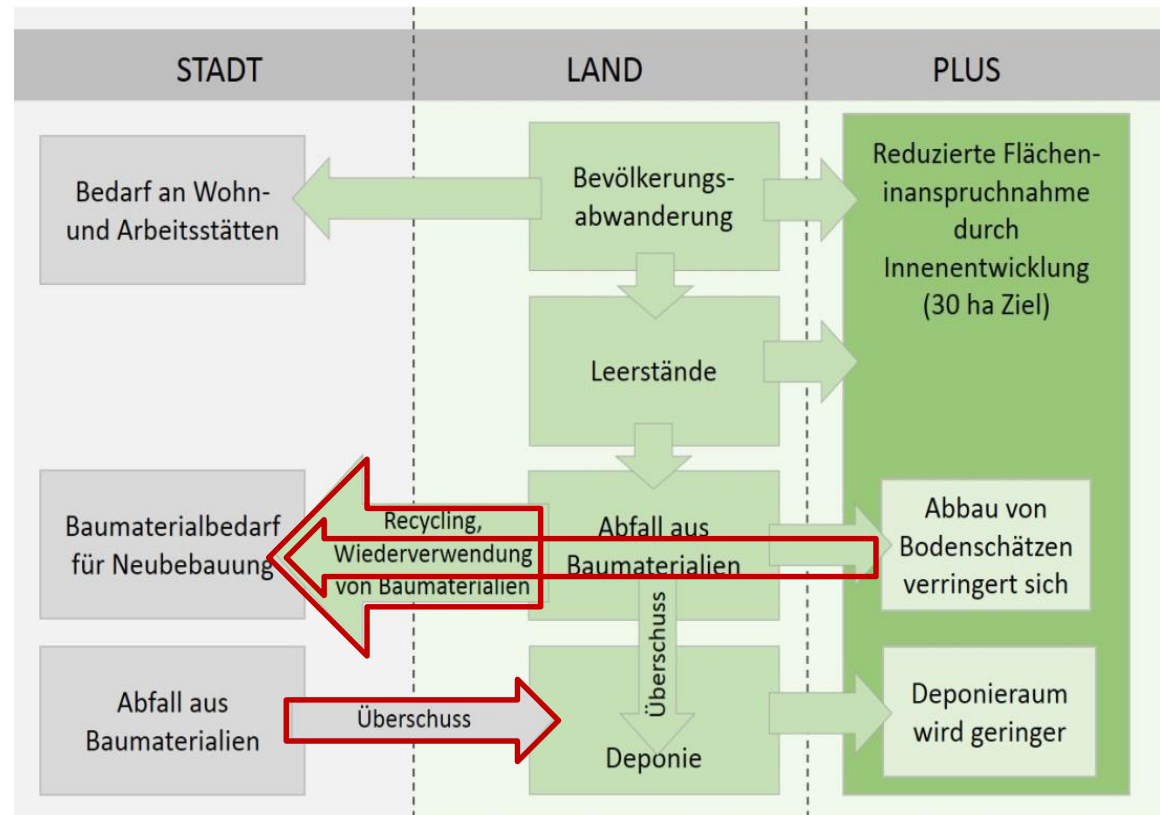 STADT
LAND
PLUS
Bedarf an Wohn-
und Arbeitsstätten
Bevölkerungs-
abwanderung
Reduzierte Flächen-
inanspruchnahme
durch
Innenentwicklung
(30 ha Ziel)
Leerstände
Baumaterialbedarf
für Neubebauung
Recycling,
Wiederverwendung
von Baumaterialien
Abfall aus
Baumaterialien
Abbau von
Bodenschätzen
verringert sich
Überschuss
Abfall aus
Baumaterialien
Überschuss
Deponie
Deponieraum
wird geringer